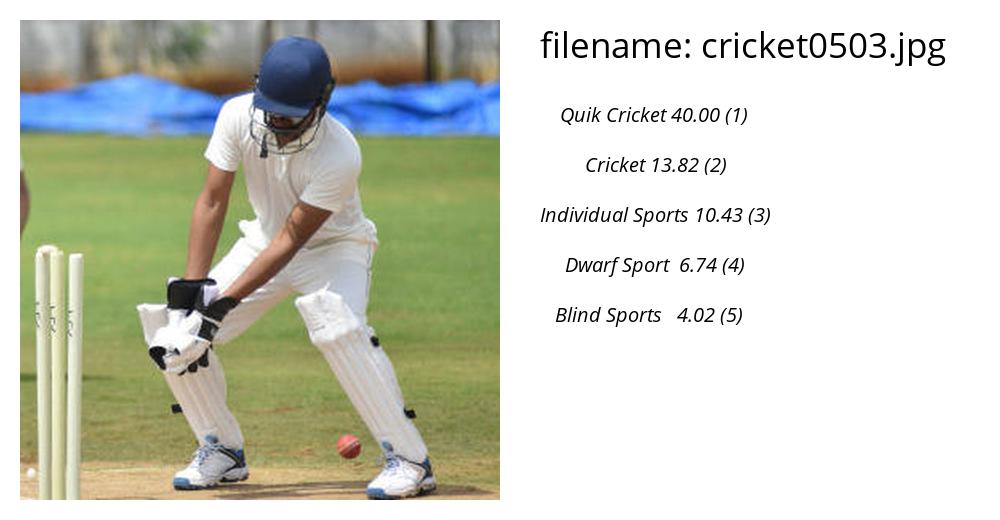 filename: cricket0503.jpg
Quik Cricket 40.00 (1)
Cricket 13.82 (2)
Individual Sports 10.43 (3)
Dwarf Sport 6.74 (4)
Blind Sports 4.02 (5)